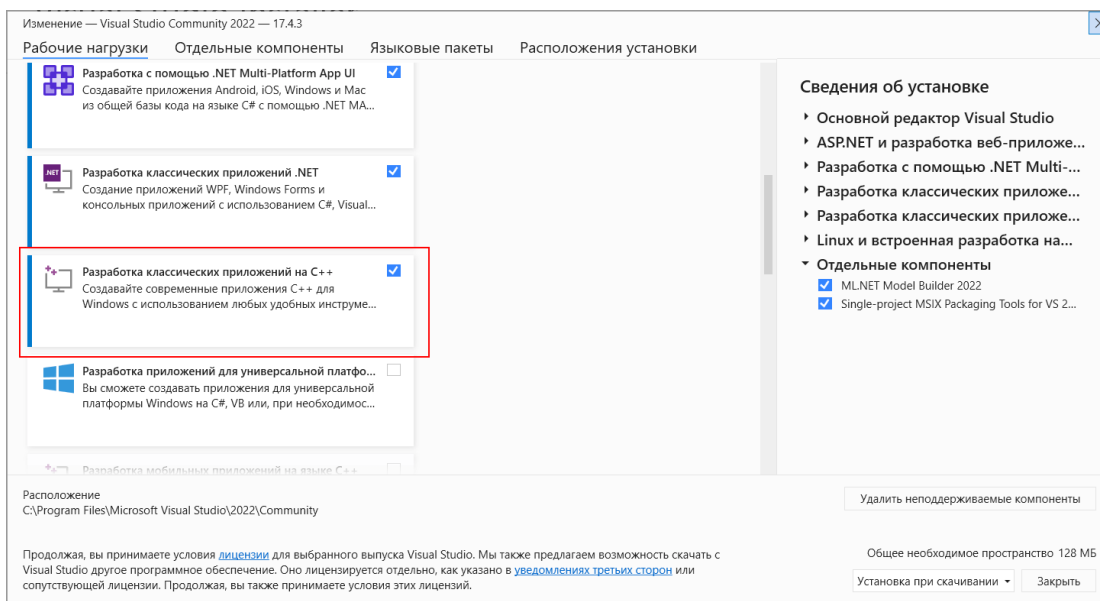 Изменение — Visual Studio Community 2022 — 17.4.3
Рабочие нагрузки Отдельные компоненты Языковые пакеты Расположения установки
Разработка с помощью .NET Multi-Platform App UI
Создавайте приложения Android, iOS, Windows и Mac
из общей базы кода на языке C# с помощью .NET MA...
.NET
Разработка классических приложений .NET
Создание приложений WPF, Windows Forms и
консольных приложений с использованием C#, Visual...
Разработка классических приложений на C++
Создавайте современные приложения C++ для
Windows с использованием любых удобных инструме...
Разработка приложений для универсальной платфо...
Вы сможете создавать приложения для универсальной
платформы Windows на C#, VB или, при необходимос...
Разработка мобильных приложений на языке C++
Сведения об установке
Основной редактор Visual Studio
ASP.NET и разработка веб-приложе...
Разработка с помощью .NET Multi-...
Разработка классических приложе...
Разработка классических приложе...
Linux и встроенная разработка на...
Отдельные компоненты
ML.NET Model Builder 2022
Single-project MSIX Packaging Tools for VS 2...
Расположение
C:\Program Files\Microsoft Visual Studio\2022\Community
Удалить неподдерживаемые компоненты
Продолжая, вы принимаете условия лицензии для выбранного выпуска Visual Studio. Мы также предлагаем возможность скачать с
Visual Studio другое программное обеспечение. Оно лицензируется отдельно, как указано в уведомлениях третьих сторон или
сопутствующей лицензии. Продолжая, вы также принимаете условия этих лицензий.
Общее необходимое пространство 128 МБ
Установка при скачивании Закрыть